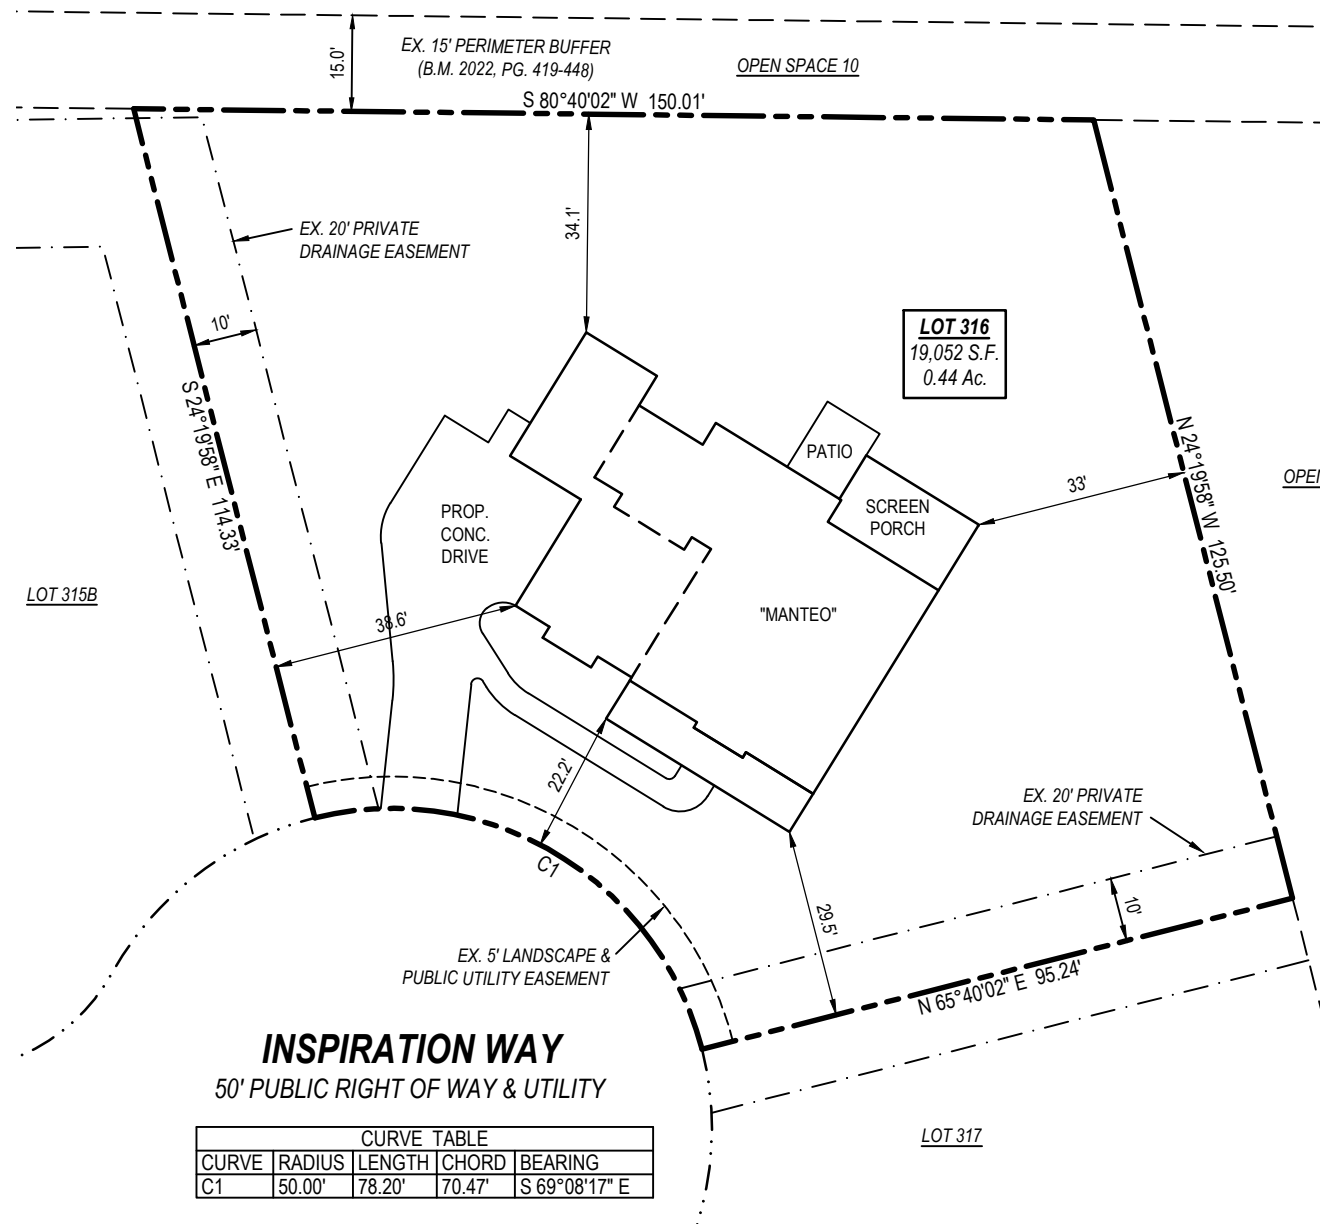 EX. 15' PERIMETER BUFFER
(B.M. 2022, PG. 419-448)
15.0'
OPEN SPACE 10
S 80°40'02" W 150.01'
EX. 20' PRIVATE
DRAINAGE EASEMENT
34.1'
10'
LOT 316
19,052 S.F.
0.44 Ac.
S 24°19'58" E 114.33'
N 24°19'58" W 125.50'
PATIO
SCREEN
PORCH
33'
OPEN
PROP.
CONC.
DRIVE
LOT 315B
38.6'
"MANTEO"
22.2'
C1
EX. 20' PRIVATE
DRAINAGE EASEMENT
29.5'
10'
EX. 5' LANDSCAPE &
PUBLIC UTILITY EASEMENT
N 65°40'02" E 95.24'
INSPIRATION WAY
50' PUBLIC RIGHT OF WAY & UTILITY
LOT 317
CURVE TABLE
CURVE RADIUS LENGTH CHORD BEARING
C1 50.00' 78.20' 70.47' S 69°08'17" E